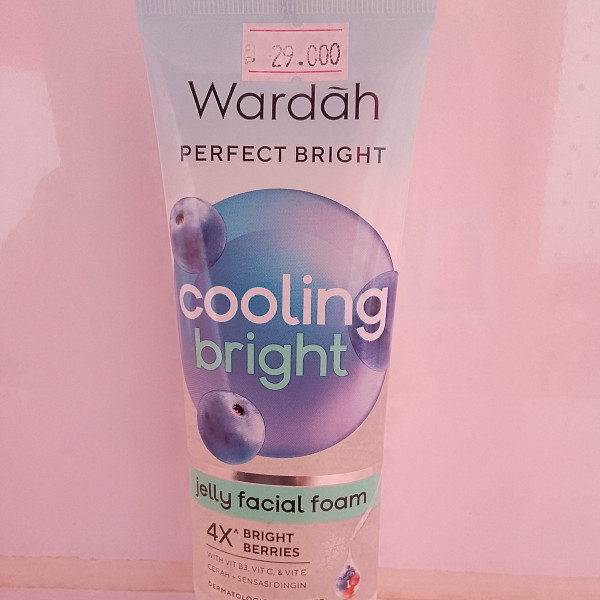 29.000
Wardãh
PERFECT BRIGHT
cooling
bright
jelly facial foam
4X^ BRIGHT
BERRIES
WITH VIT B3, VIT C, & VIT E
CERAH + SENSASI DINGIN